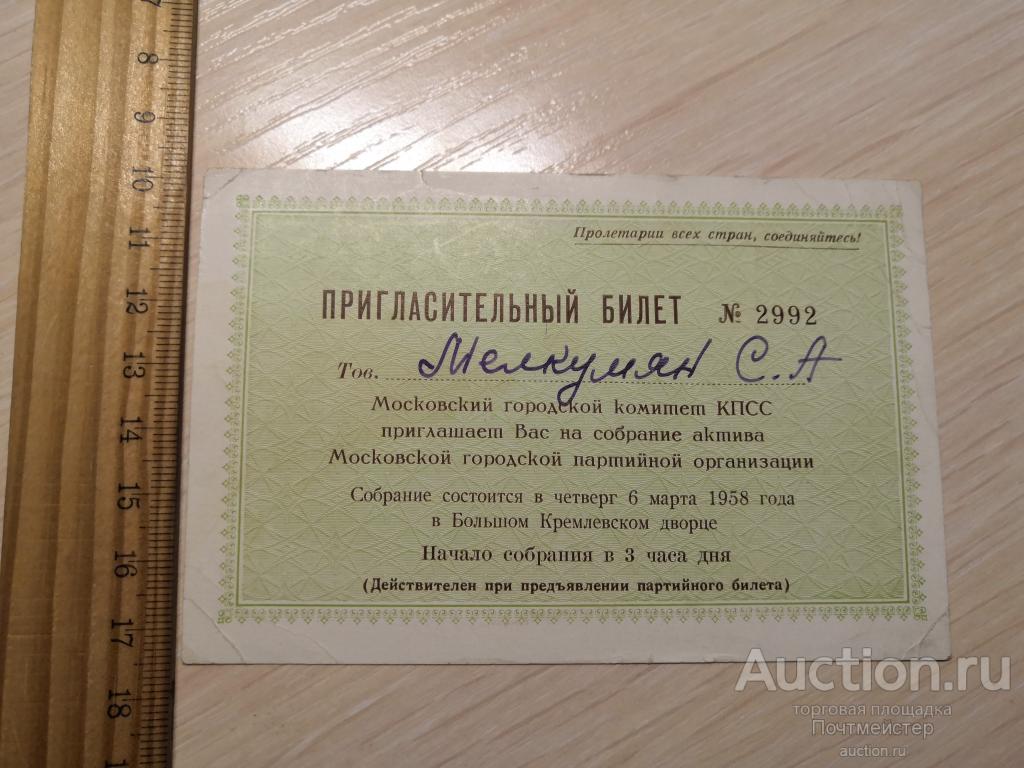 Пролетарии всех стран, соединяйтесь!
ПРИГЛАСИТЕЛЬНЫЙ БИЛЕТ № 2992
Тов. Мелкумян С. А
Московский городской комитет КПСС
приглашает Вас на собрание актива
Московской городской партийной организации
Собрание состоится в четверг 6 марта 1958 года
в Большом Кремлевском дворце
Начало собрания в 3 часа дня
(Действителен при предъявлении партийного билета)
7
8
9
10
11
12
13
14
15
16
17
18
Auction.ru
торговая площадка
Почтмейстер
auction.ru